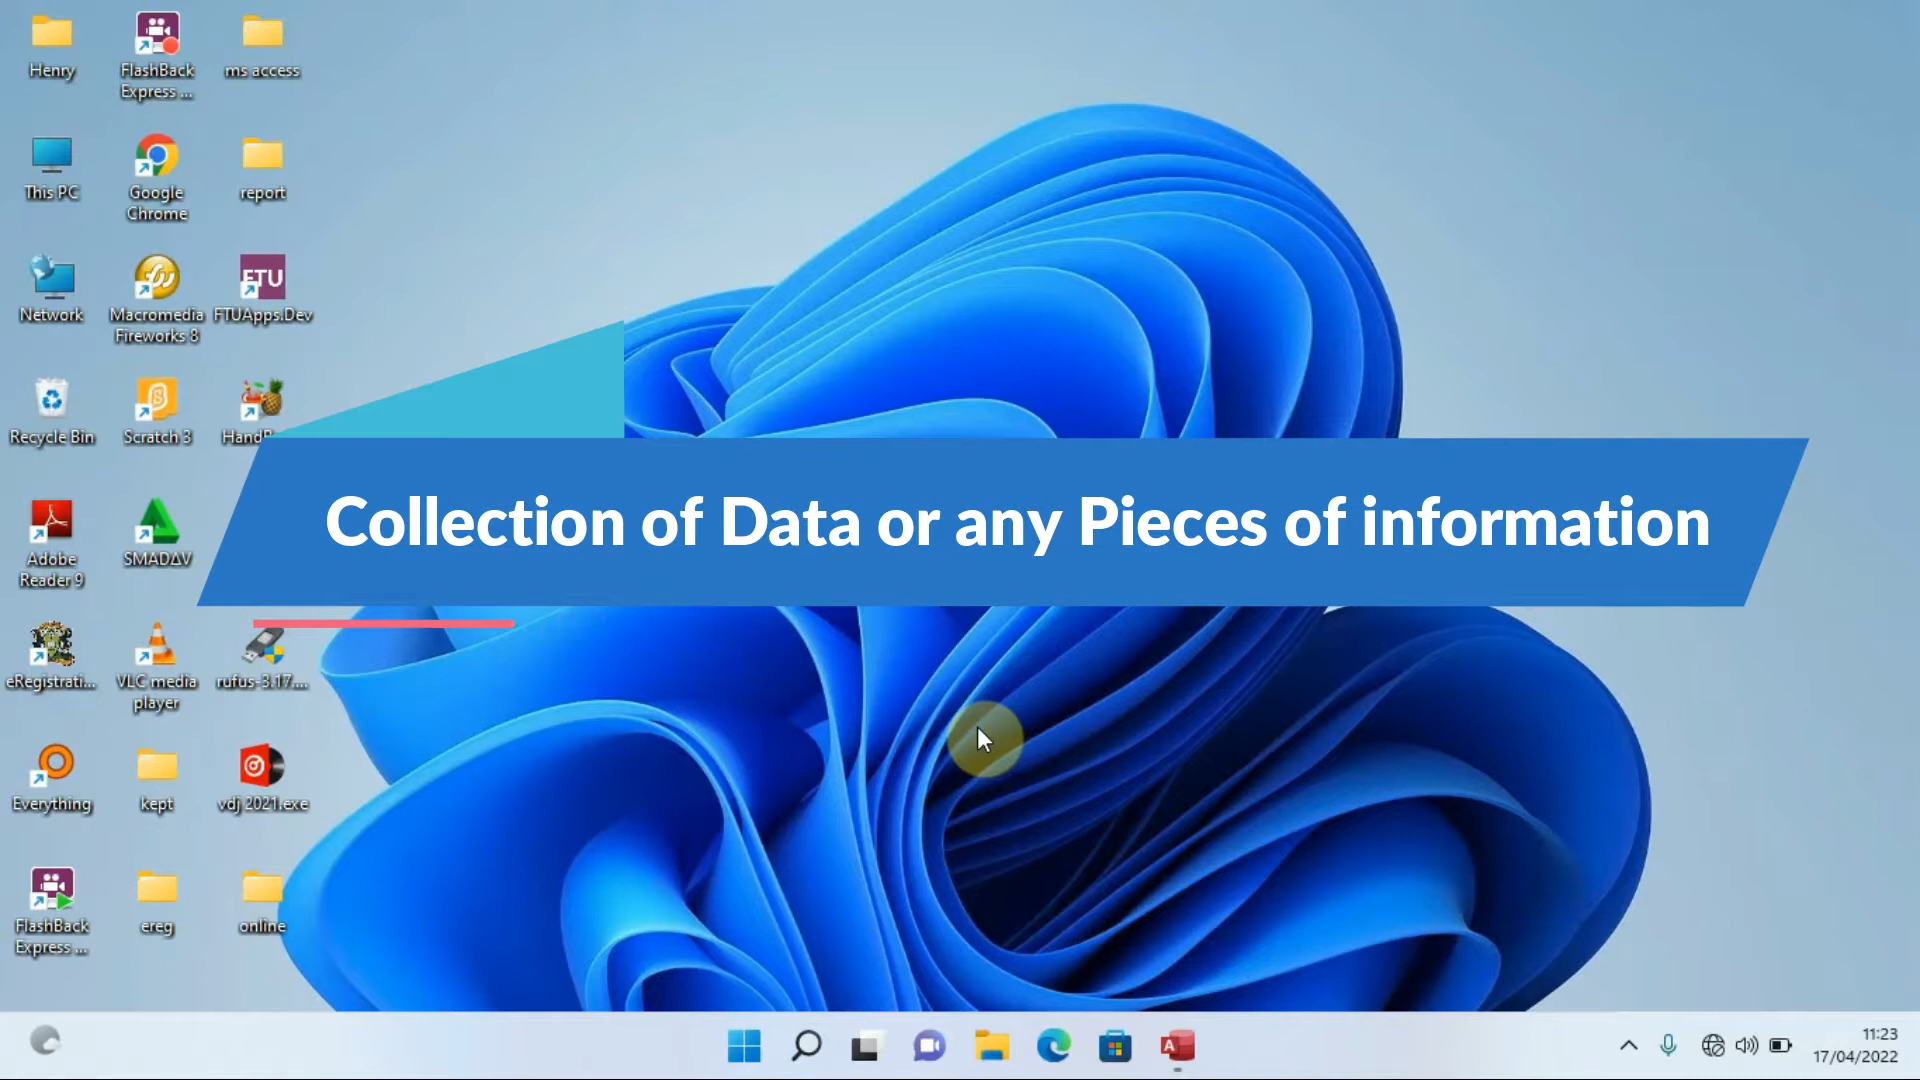 Henry
FlashBack
Express ...
ms access
This PC
Google
Chrome
report
Network
Macromedia
Fireworks 8
FTU
FTUApps.Dev
Recycle Bin
Scratch 3
Collection of Data or any Pieces of information
Adobe
Reader 9
SMADΔV
eRegistrati...
VLC media
player
rufus-3.17....
Everything
kept
vdj 2021.exe
FlashBack
Express ...
ereg
online
11:23
17/04/2022